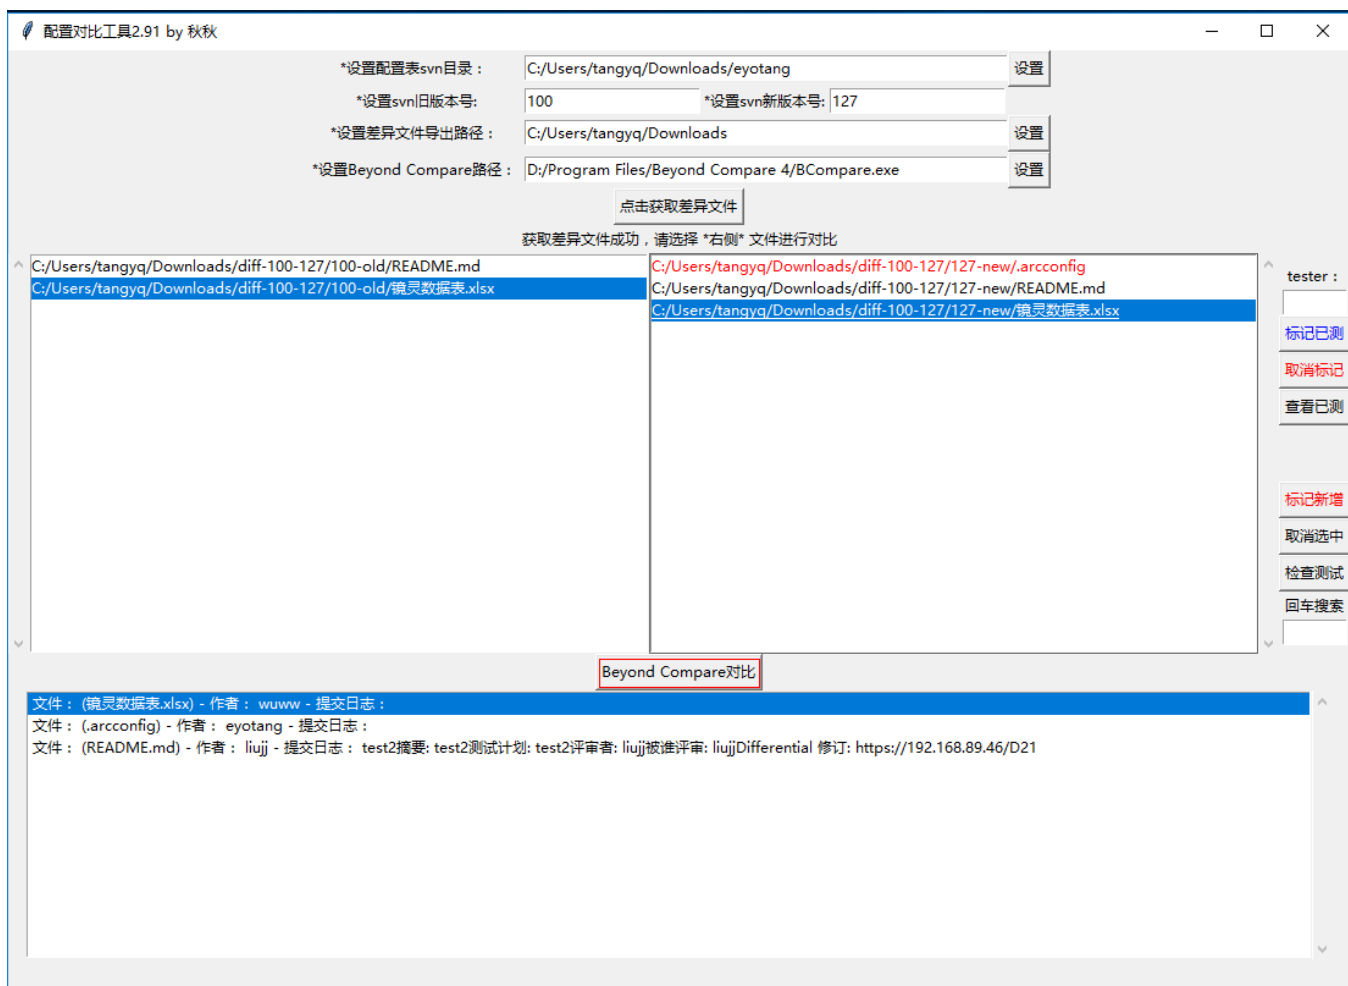 配置对比工具2.91 by 秋秋
*设置配置表svn目录： C:/Users/tangyq/Downloads/eyotang 设置
*设置svn旧版本号: 100 *设置svn新版本号: 127
*设置差异文件导出路径： C:/Users/tangyq/Downloads 设置
*设置Beyond Compare路径： D:/Program Files/Beyond Compare 4/BCompare.exe 设置
点击获取差异文件
获取差异文件成功，请选择 *右侧* 文件进行对比
C:/Users/tangyq/Downloads/diff-100-127/100-old/README.md
C:/Users/tangyq/Downloads/diff-100-127/100-old/镜灵数据表.xlsx
C:/Users/tangyq/Downloads/diff-100-127/127-new/.arcconfig
C:/Users/tangyq/Downloads/diff-100-127/127-new/README.md
C:/Users/tangyq/Downloads/diff-100-127/127-new/镜灵数据表.xlsx
tester：
标记已测
取消标记
查看已测
标记新增
取消选中
检查测试
回车搜索
Beyond Compare对比
文件： (镜灵数据表.xlsx) - 作者： wuww - 提交日志：
文件： (.arcconfig) - 作者： eyotang - 提交日志：
文件： (README.md) - 作者： liujj - 提交日志： test2摘要: test2测试计划: test2评审者: liujj被谁评审: liujjDifferential 修订: https://192.168.89.46/D21